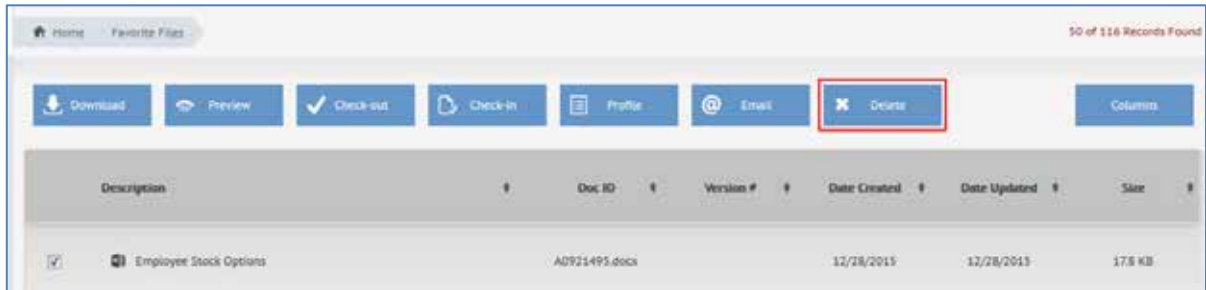 Home Favorite Files
50 of 116 Records Found
Download Preview Check-out Check-in Profile Email Delete Columns
Description Doc ID Version # Date Created Date Updated Size
Employee Stock Options A0921495.docx 12/28/2015 12/28/2015 17.8 KB